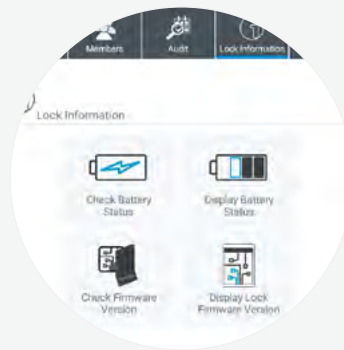 Members Audit Lock Information
Lock Information
Check Battery Display Battery
Status Status
Check Firmware Display Lock
Version Firmware Version